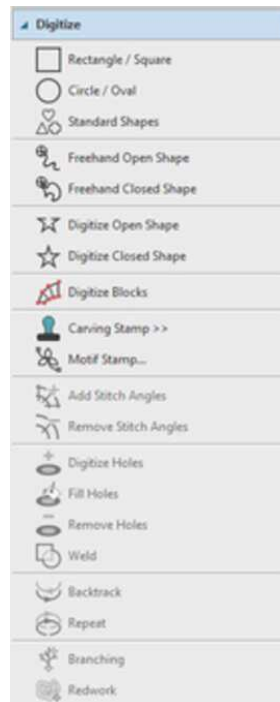 Digitize
Rectangle / Square
Circle / Oval
Standard Shapes
Freehand Open Shape
Freehand Closed Shape
Digitize Open Shape
Digitize Closed Shape
Digitize Blocks
Carving Stamp >>
Motif Stamp...
Add Stitch Angles
Remove Stitch Angles
Digitize Holes
Fill Holes
Remove Holes
Weld
Backtrack
Repeat
Branching
Redwork